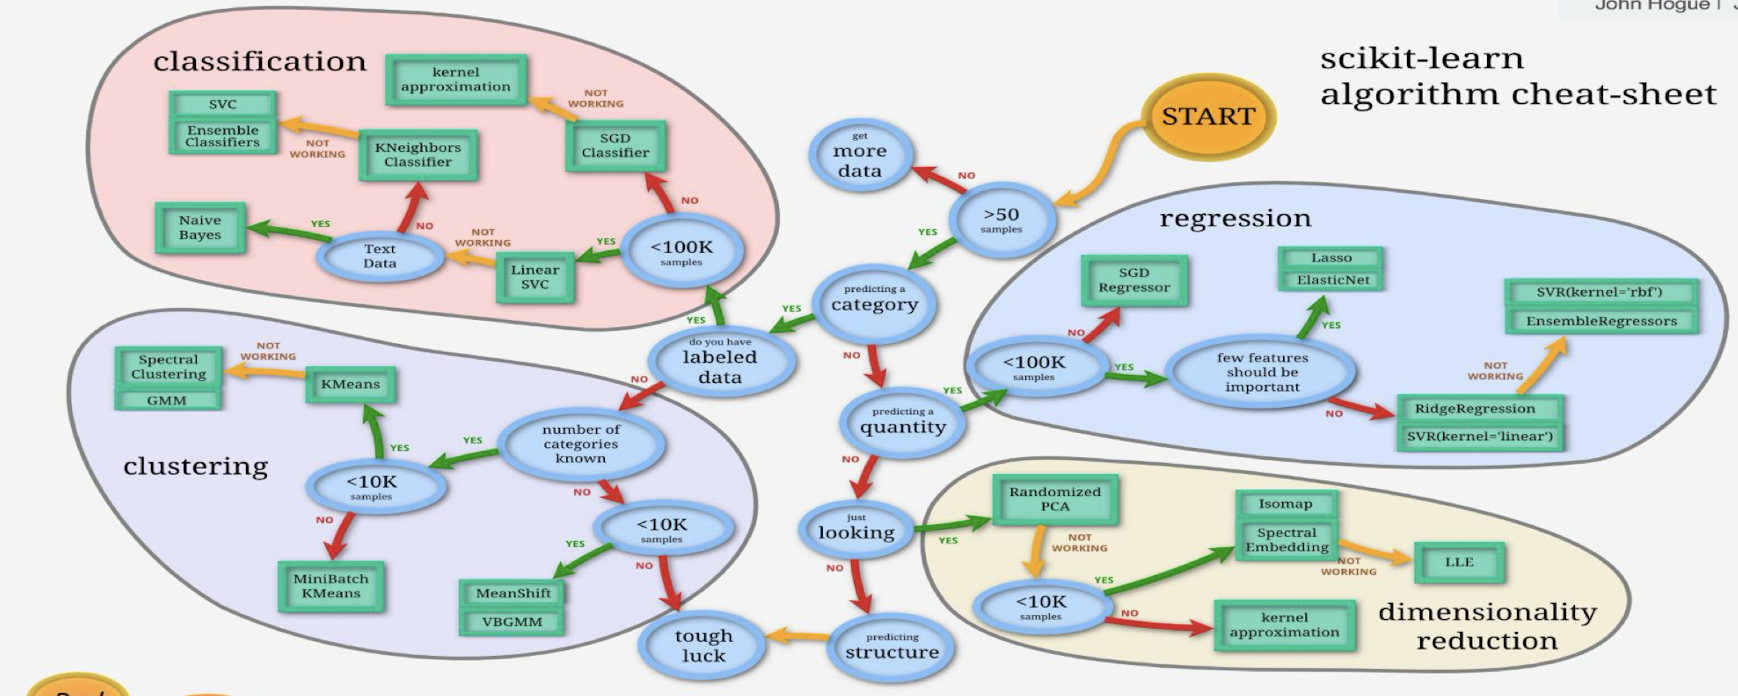 John Hogue |
scikit-learn
algorithm cheat-sheet
START
classification
kernel
approximation
NOT
WORKING
SVC
Ensemble
Classifiers
NOT
WORKING
KNeighbors
Classifier
SGD
Classifier
Naive
Bayes
YES
NO
Text
Data
NOT
WORKING
Linear
SVC
YES
NO
<100K
samples
YES
get
more
data
NO
>50
samples
YES
predicting a
category
YES
NO
do you have
labeled
data
NO
predicting a
quantity
YES
NO
just
looking
YES
NO
predicting
structure
tough
luck
regression
SGD
Regressor
Lasso
ElasticNet
SVR(kernel='rbf')
EnsembleRegressors
NO
YES
<100K
samples
YES
few features
should be
important
NOT
WORKING
NO
RidgeRegression
SVR(kernel='linear')
clustering
Spectral
Clustering
GMM
NOT
WORKING
KMeans
YES
number of
categories
known
YES
NO
<10K
samples
NO
<10K
samples
YES
NO
MiniBatch
KMeans
MeanShift
VBGMM
Randomized
PCA
NOT
WORKING
Isomap
Spectral
Embedding
NOT
WORKING
LLE
YES
<10K
samples
NO
kernel
approximation
dimensionality
reduction